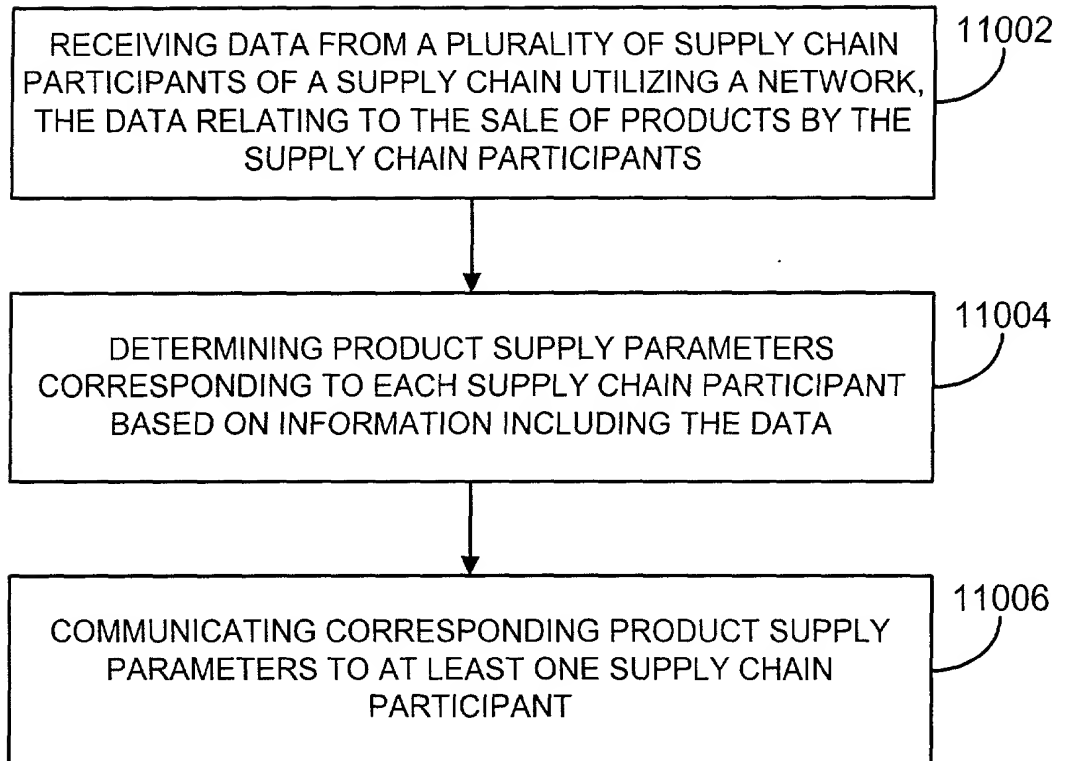 RECEIVING DATA FROM A PLURALITY OF SUPPLY CHAIN
PARTICIPANTS OF A SUPPLY CHAIN UTILIZING A NETWORK,
THE DATA RELATING TO THE SALE OF PRODUCTS BY THE
SUPPLY CHAIN PARTICIPANTS
11002
DETERMINING PRODUCT SUPPLY PARAMETERS
CORRESPONDING TO EACH SUPPLY CHAIN PARTICIPANT
BASED ON INFORMATION INCLUDING THE DATA
11004
COMMUNICATING CORRESPONDING PRODUCT SUPPLY
PARAMETERS TO AT LEAST ONE SUPPLY CHAIN
PARTICIPANT
11006